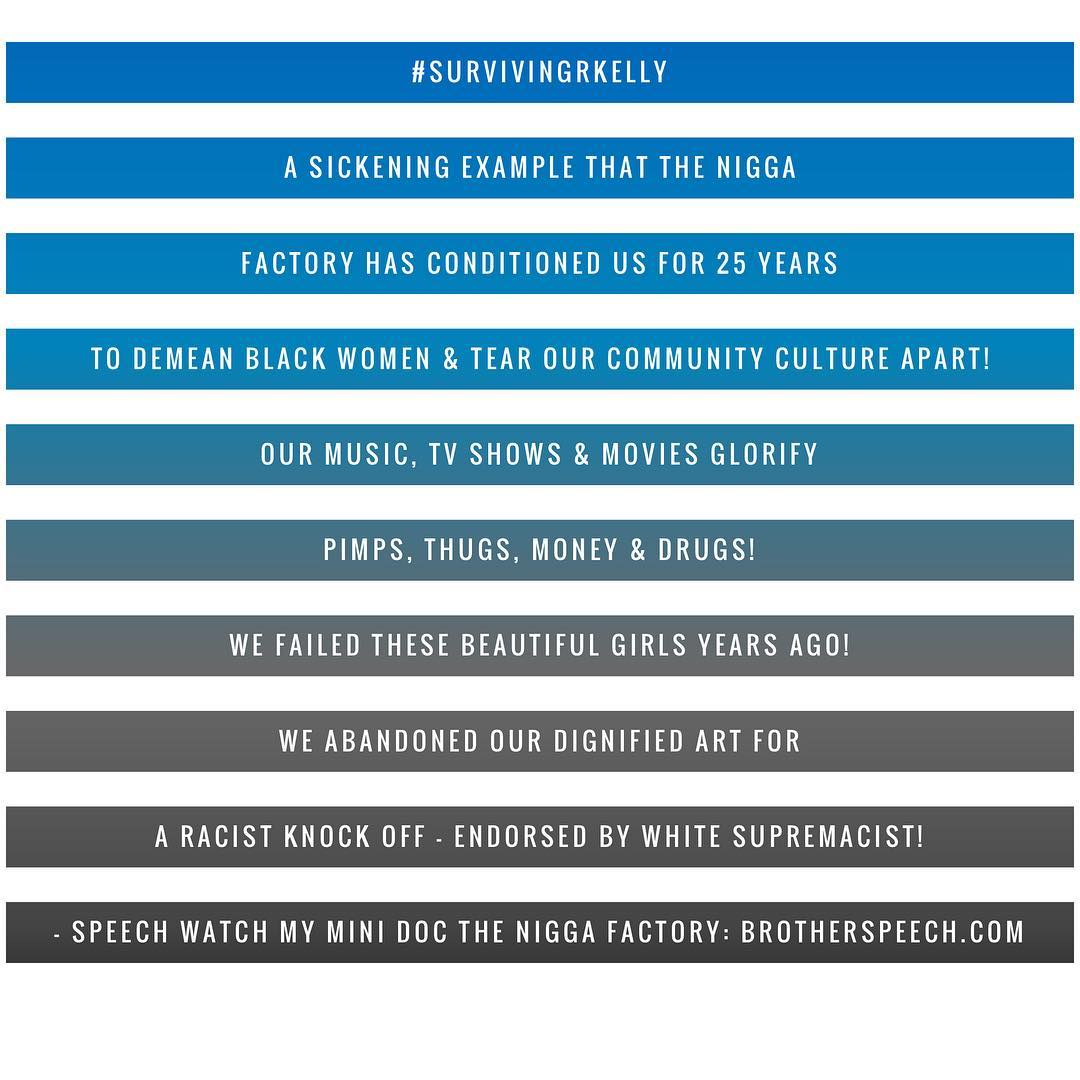 #SURVIVINGRKELLY
A SICKENING EXAMPLE THAT THE NIGGA
FACTORY HAS CONDITIONED US FOR 25 YEARS
TO DEMEAN BLACK WOMEN & TEAR OUR COMMUNITY CULTURE APART!
OUR MUSIC, TV SHOWS & MOVIES GLORIFY
PIMPS, THUGS, MONEY & DRUGS!
WE FAILED THESE BEAUTIFUL GIRLS YEARS AGO!
WE ABANDONED OUR DIGNIFIED ART FOR
A RACIST KNOCK OFF - ENDORSED BY WHITE SUPREMACIST!
- SPEECH WATCH MY MINI DOC THE NIGGA FACTORY: BROTHERSPEECH.COM